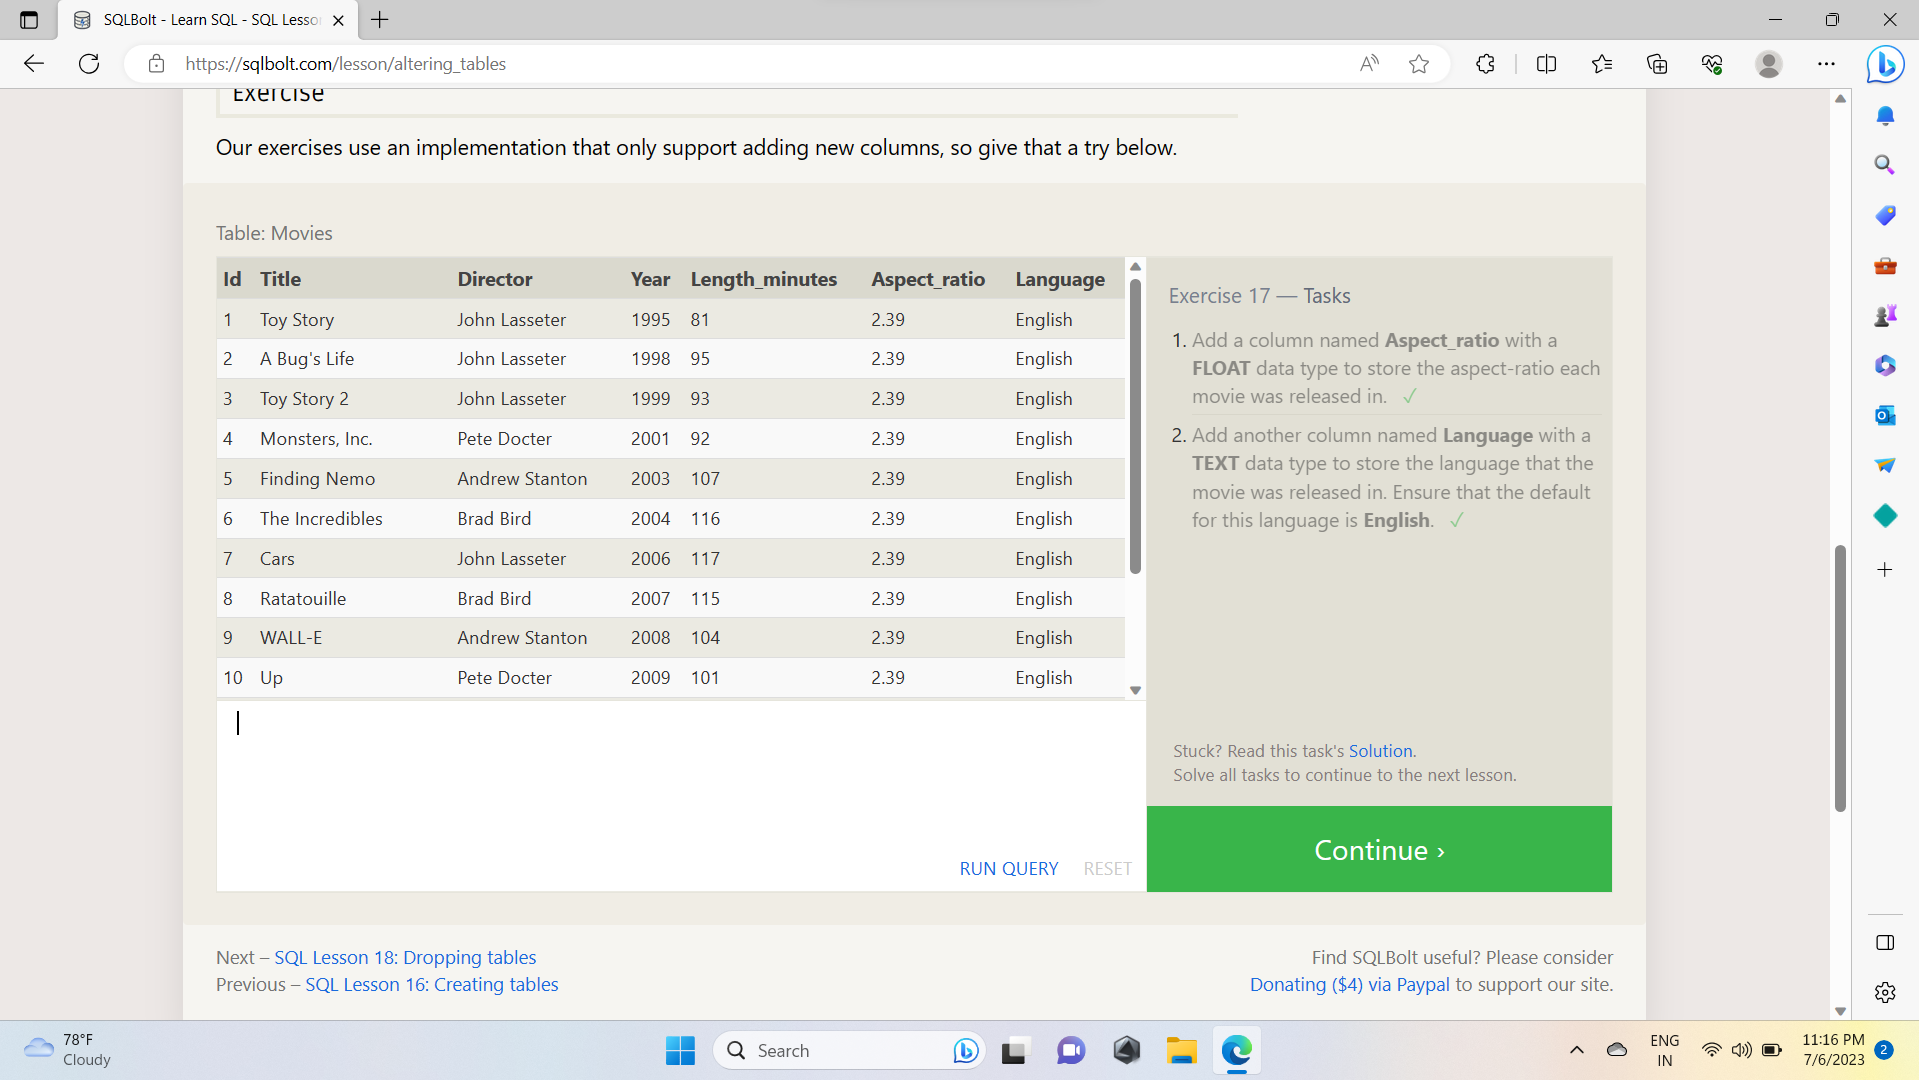 SQLBolt - Learn SQL - SQL Lesso
https://sqlbolt.com/lesson/altering_tables
Exercise
Our exercises use an implementation that only support adding new columns, so give that a try below.
Table: Movies
Id Title Director Year Length_minutes Aspect_ratio Language
1 Toy Story John Lasseter 1995 81 2.39 English
2 A Bug's Life John Lasseter 1998 95 2.39 English
3 Toy Story 2 John Lasseter 1999 93 2.39 English
4 Monsters, Inc. Pete Docter 2001 92 2.39 English
5 Finding Nemo Andrew Stanton 2003 107 2.39 English
6 The Incredibles Brad Bird 2004 116 2.39 English
7 Cars John Lasseter 2006 117 2.39 English
8 Ratatouille Brad Bird 2007 115 2.39 English
9 WALL-E Andrew Stanton 2008 104 2.39 English
10 Up Pete Docter 2009 101 2.39 English
RUN QUERY RESET
Exercise 17 — Tasks
1. Add a column named Aspect_ratio with a
FLOAT data type to store the aspect-ratio each
movie was released in. ✓
2. Add another column named Language with a
TEXT data type to store the language that the
movie was released in. Ensure that the default
for this language is English. ✓
Stuck? Read this task's Solution.
Solve all tasks to continue to the next lesson.
Continue ›
Next – SQL Lesson 18: Dropping tables
Previous – SQL Lesson 16: Creating tables
Find SQLBolt useful? Please consider
Donating ($4) via Paypal to support our site.
78°F
Cloudy
Search
ENG
IN
11:16 PM
7/6/2023
2